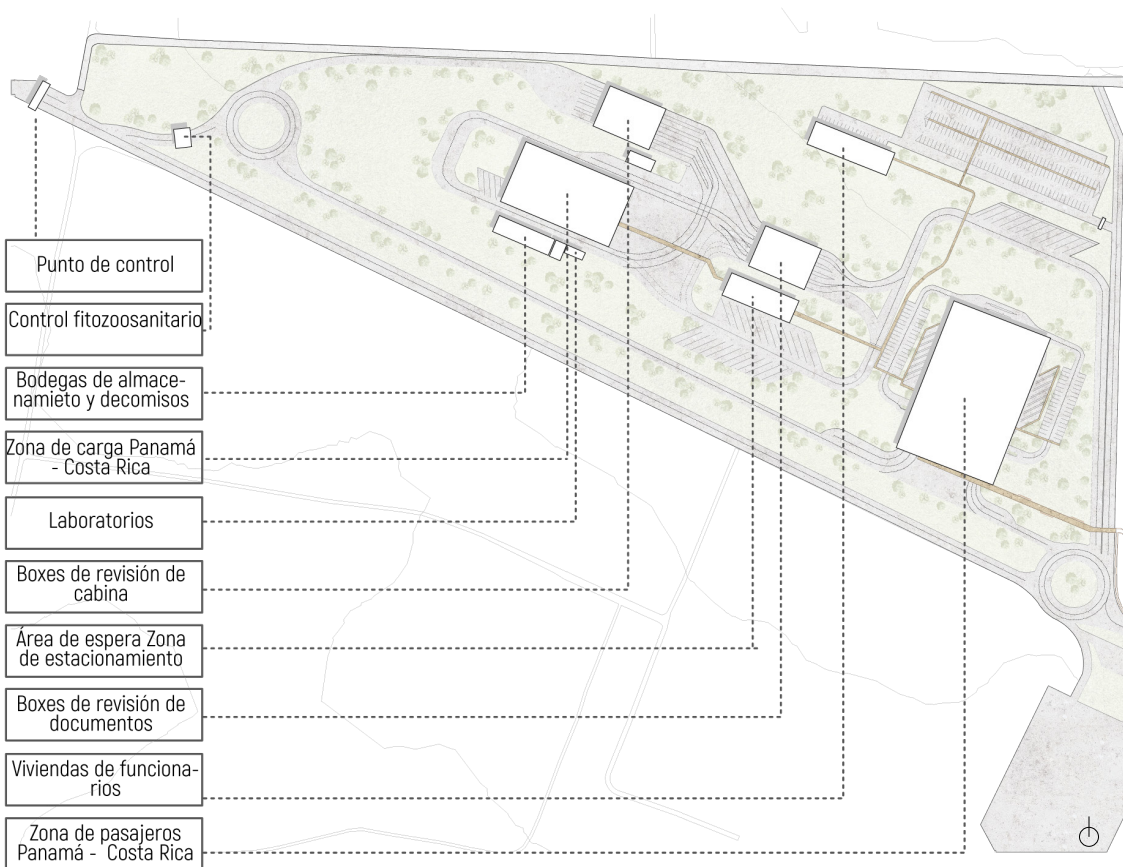 Punto de control
Control fitozoosanitario
Bodegas de almace-
namieto y decomisos
Zona de carga Panamá
- Costa Rica
Laboratorios
Boxes de revisión de
cabina
Área de espera Zona
de estacionamiento
Boxes de revisión de
documentos
Viviendas de funciona-
rios
Zona de pasajeros
Panamá - Costa Rica